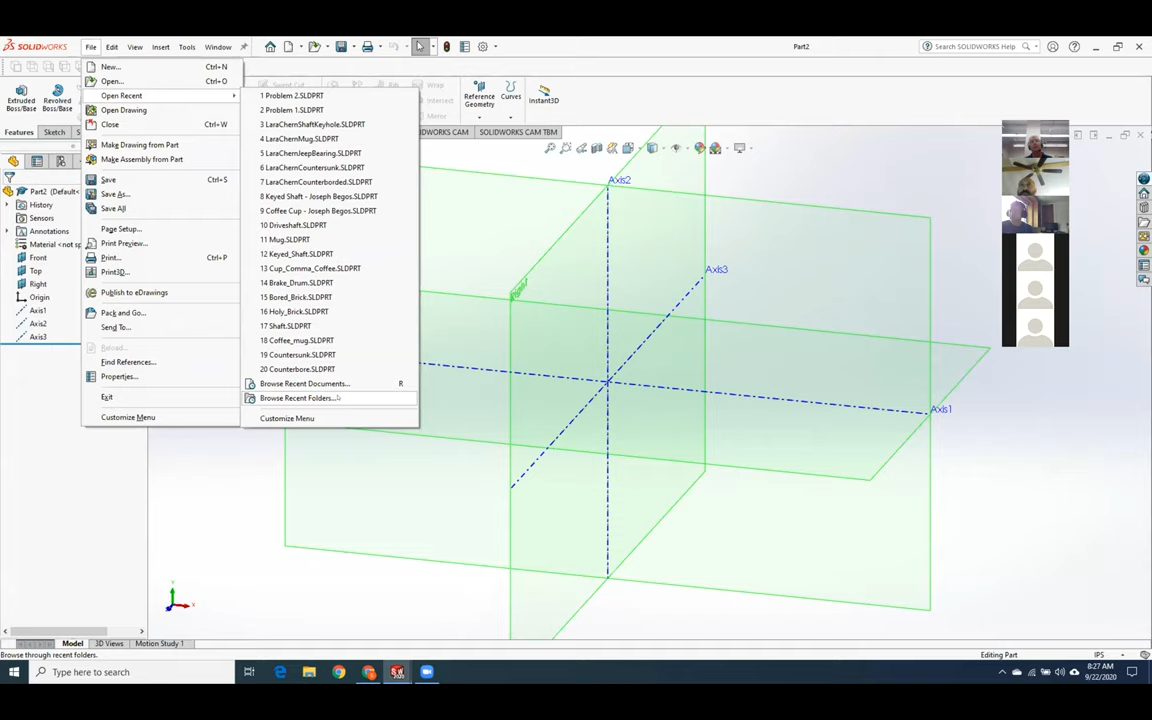 SOLIDWORKS
File Edit View Insert Tools Window
Part2
Search SOLIDWORKS Help
New... Ctrl+N
Open... Ctrl+O
Open Recent
Open Drawing
Close Ctrl+W
Make Drawing from Part
Make Assembly from Part
Save Ctrl+S
Save As...
Save All
Page Setup...
Print Preview...
Print... Ctrl+P
Print3D...
Publish to eDrawings
Pack and Go...
Send To...
Reload...
Find References...
Properties...
Exit
Customize Menu
1 Problem 2.SLDPRT
2 Problem 1.SLDPRT
3 LaraChernShaftKeyhole.SLDPRT
4 LaraChernMug.SLDPRT
5 LaraChernJeepBearing.SLDPRT
6 LaraChernCountersunk.SLDPRT
7 LaraChernCounterborded.SLDPRT
8 Keyed Shaft - Joseph Begos.SLDPRT
9 Coffee Cup - Joseph Begos.SLDPRT
10 Driveshaft.SLDPRT
11 Mug.SLDPRT
12 Keyed_Shaft.SLDPRT
13 Cup_Comma_Coffee.SLDPRT
14 Brake_Drum.SLDPRT
15 Bored_Brick.SLDPRT
16 Holy_Brick.SLDPRT
17 Shaft.SLDPRT
18 Coffee_mug.SLDPRT
19 Countersunk.SLDPRT
20 Counterbore.SLDPRT
Browse Recent Documents... R
Browse Recent Folders...
Customize Menu
Extruded Boss/Base
Revolved Boss/Base
Wrap
Intersect
Mirror
Reference Geometry
Curves
Instant3D
Features Sketch
SOLIDWORKS CAM TBM
Part2 (Default<
History
Sensors
Annotations
Material <not sp
Front
Top
Right
Origin
Axis1
Axis2
Axis3
Axis2
Axis3
Axis1
Model 3D Views Motion Study 1
Browse through recent folders.
Editing Part IPS
Type here to search
8:27 AM
9/22/2020